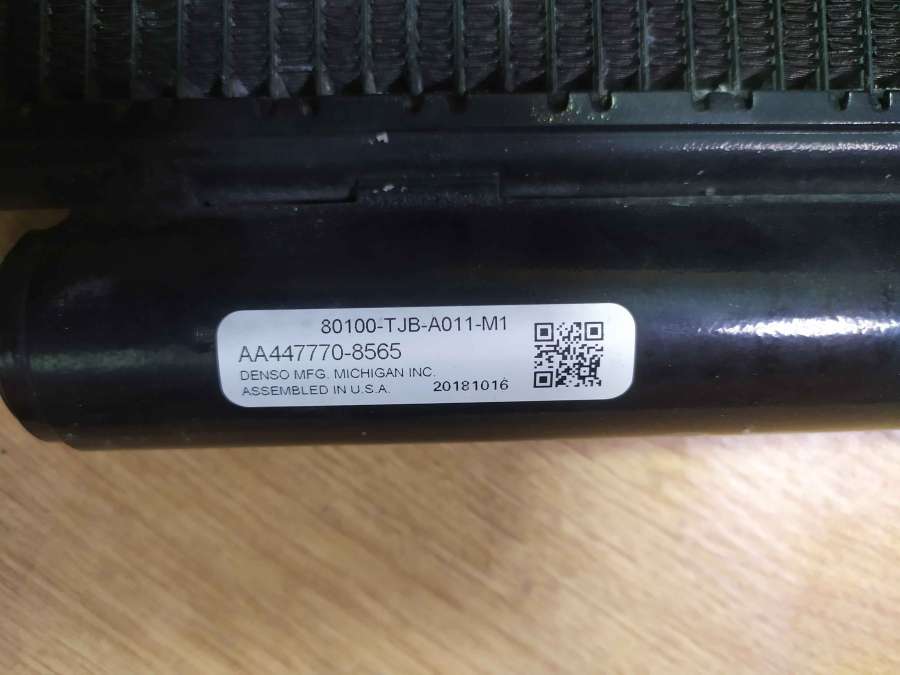 80100-TJB-A011-M1
AA447770-8565
DENSO MFG. MICHIGAN INC.
ASSEMBLED IN U.S.A. 20181016